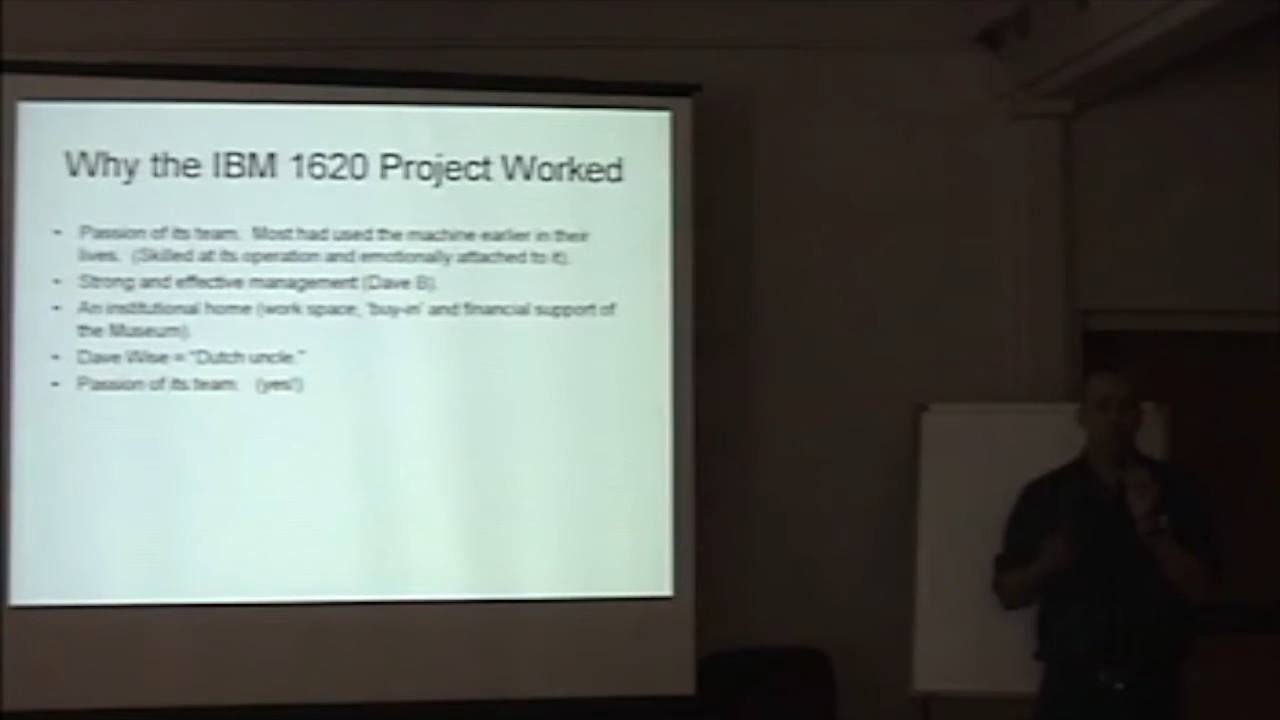 Why the IBM 1620 Project Worked
• Passion of its team. Most had used the machine earlier in their
lives. (Skilled at its operation and emotionally attached to it).
• Strong and effective management (Dave B).
• An institutional home (work space, 'buy-in' and financial support of
the Museum).
• Dave Wise = "Dutch uncle."
• Passion of its team. (yes!)